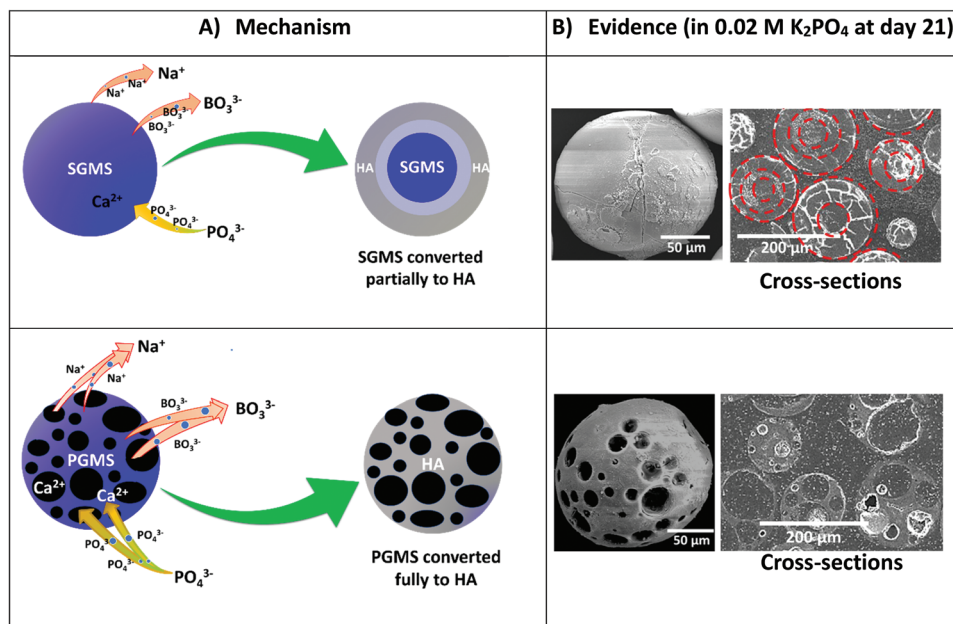 A) Mechanism
B) Evidence (in 0.02 M K₂PO₄ at day 21)
Na⁺
Na⁺
Na⁺
BO₃³⁻
BO₃³⁻
BO₃³⁻
SGMS
Ca²⁺
PO₄³⁻
PO₄³⁻
PO₄³⁻
HA
SGMS
HA
SGMS converted
partially to HA
50 µm
200 µm
Cross-sections
Na⁺
Na⁺
Na⁺
BO₃³⁻
BO₃³⁻
BO₃³⁻
PGMS
Ca²⁺
Ca²⁺
PO₄³⁻
PO₄³⁻
PO₄³⁻
PO₄³⁻
PO₄³⁻
HA
PGMS converted
fully to HA
50 µm
200 µm
Cross-sections